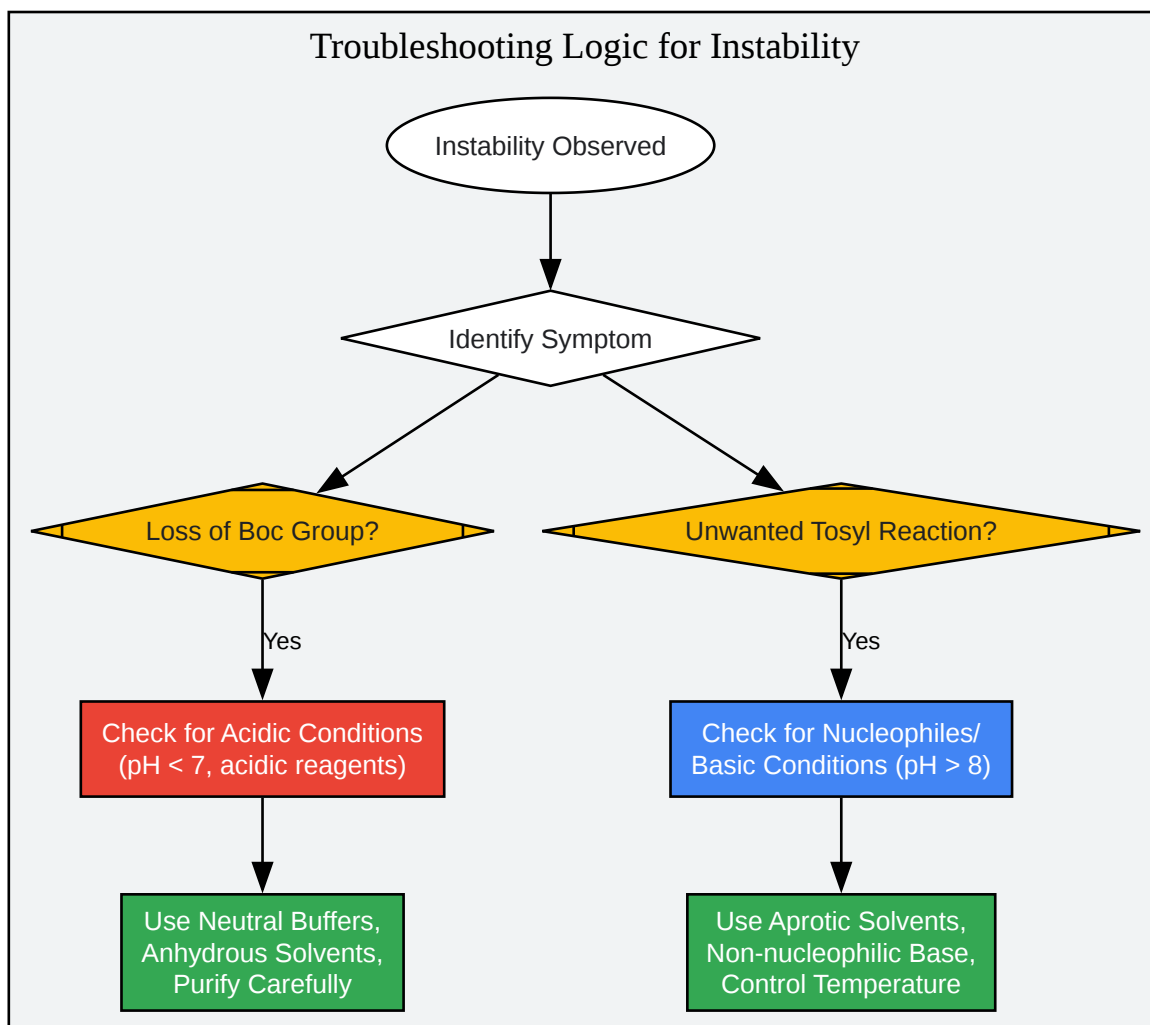 Troubleshooting Logic for Instability
Instability Observed
Identify Symptom
Loss of Boc Group?
Unwanted Tosyl Reaction?
Yes
Yes
Check for Acidic Conditions
(pH < 7, acidic reagents)
Check for Nucleophiles/
Basic Conditions (pH > 8)
Use Neutral Buffers,
Anhydrous Solvents,
Purify Carefully
Use Aprotic Solvents,
Non-nucleophilic Base,
Control Temperature